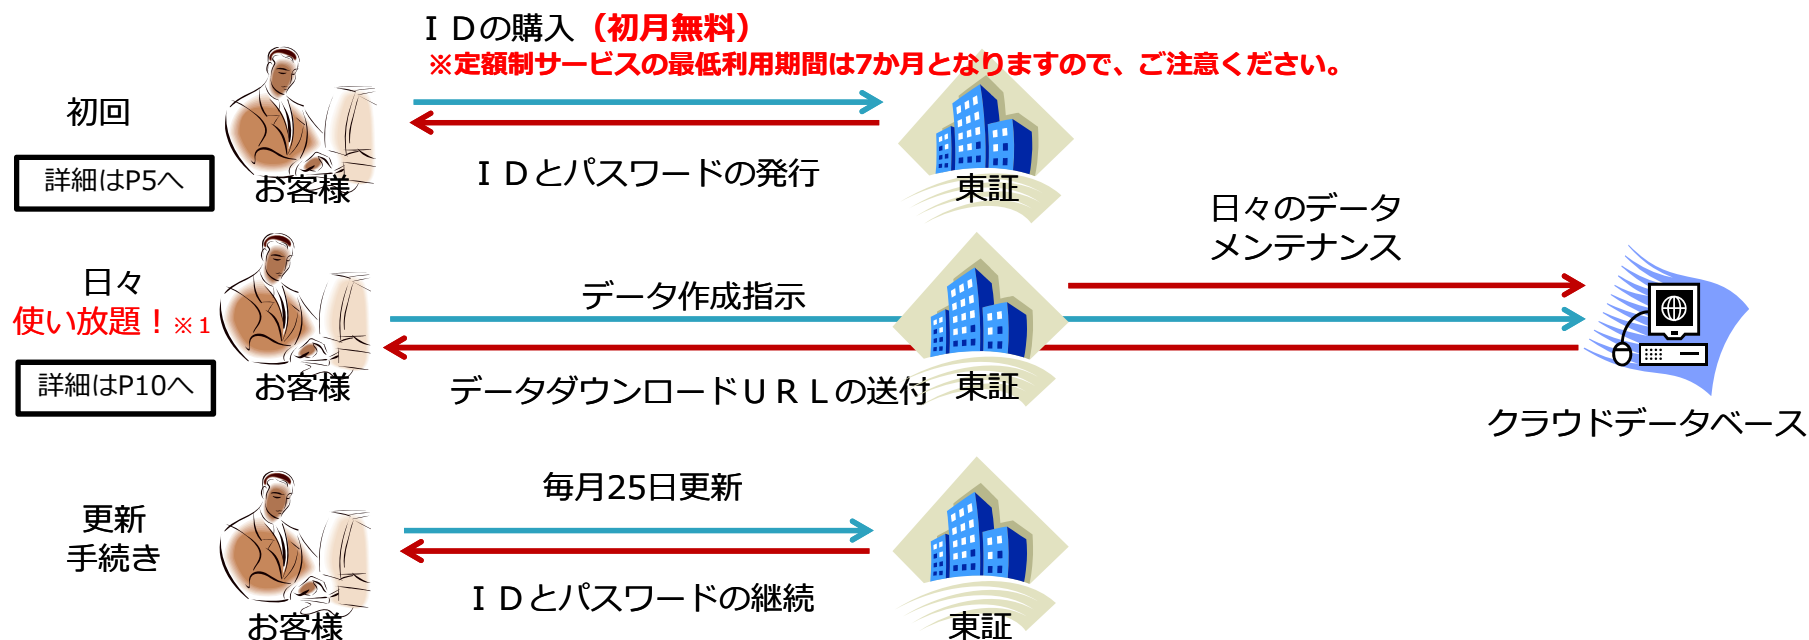 ＩＤの購入（初月無料）
※定額制サービスの最低利用期間は7か月となりますので、ご注意ください。
初回
詳細はP5へ
お客様
ＩＤとパスワードの発行
東証
日々のデータ
メンテナンス
日々
使い放題！※１
詳細はP10へ
お客様
データ作成指示
データダウンロードＵＲＬの送付
東証
クラウドデータベース
更新
手続き
お客様
毎月25日更新
ＩＤとパスワードの継続
東証